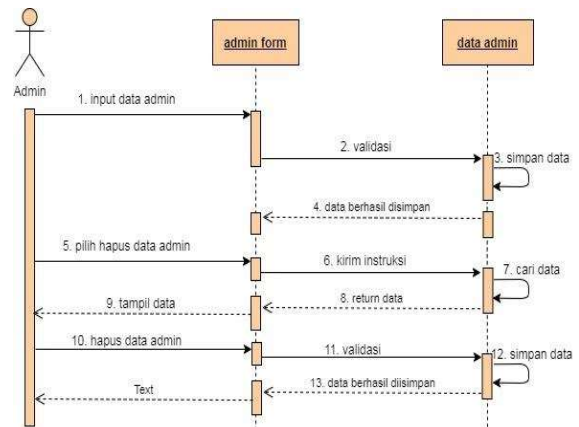 admin form
data admin
Admin
1. input data admin
2. validasi
3. simpan data
4. data berhasil disimpan
5. pilih hapus data admin
6. kirim instruksi
7. cari data
8. return data
9. tampil data
10. hapus data admin
11. validasi
12. simpan data
13. data berhasil diisimpan
Text